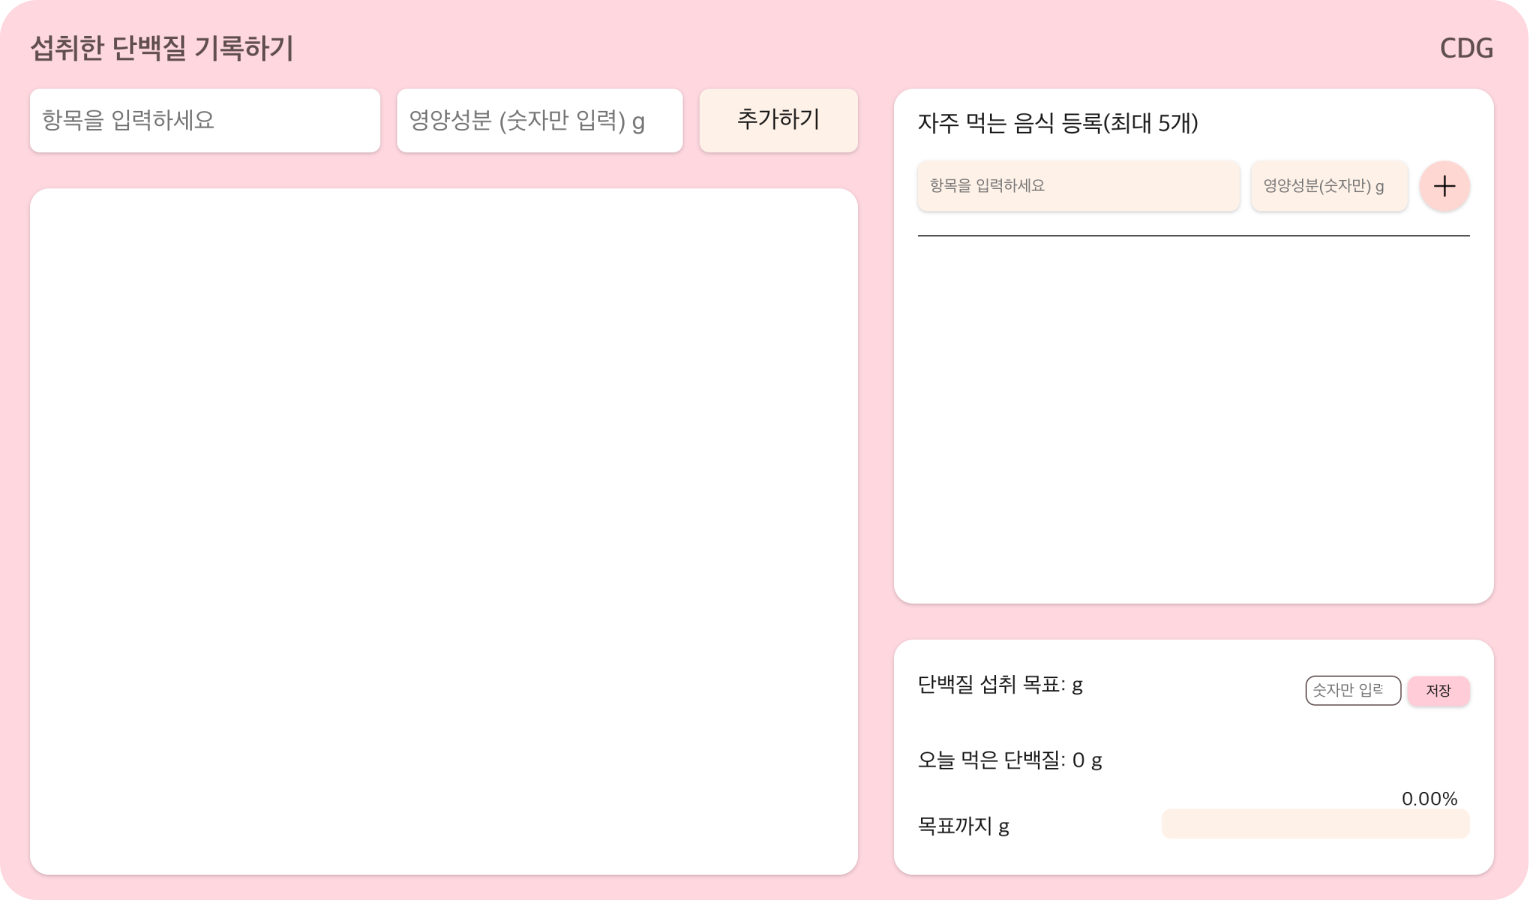 섭취한 단백질 기록하기
CDG
항목을 입력하세요
영양성분 (숫자만 입력) g
추가하기
자주 먹는 음식 등록(최대 5개)
항목을 입력하세요
영양성분(숫자만) g
+
단백질 섭취 목표: g
숫자만 입력
저장
오늘 먹은 단백질: 0 g
0.00%
목표까지 g